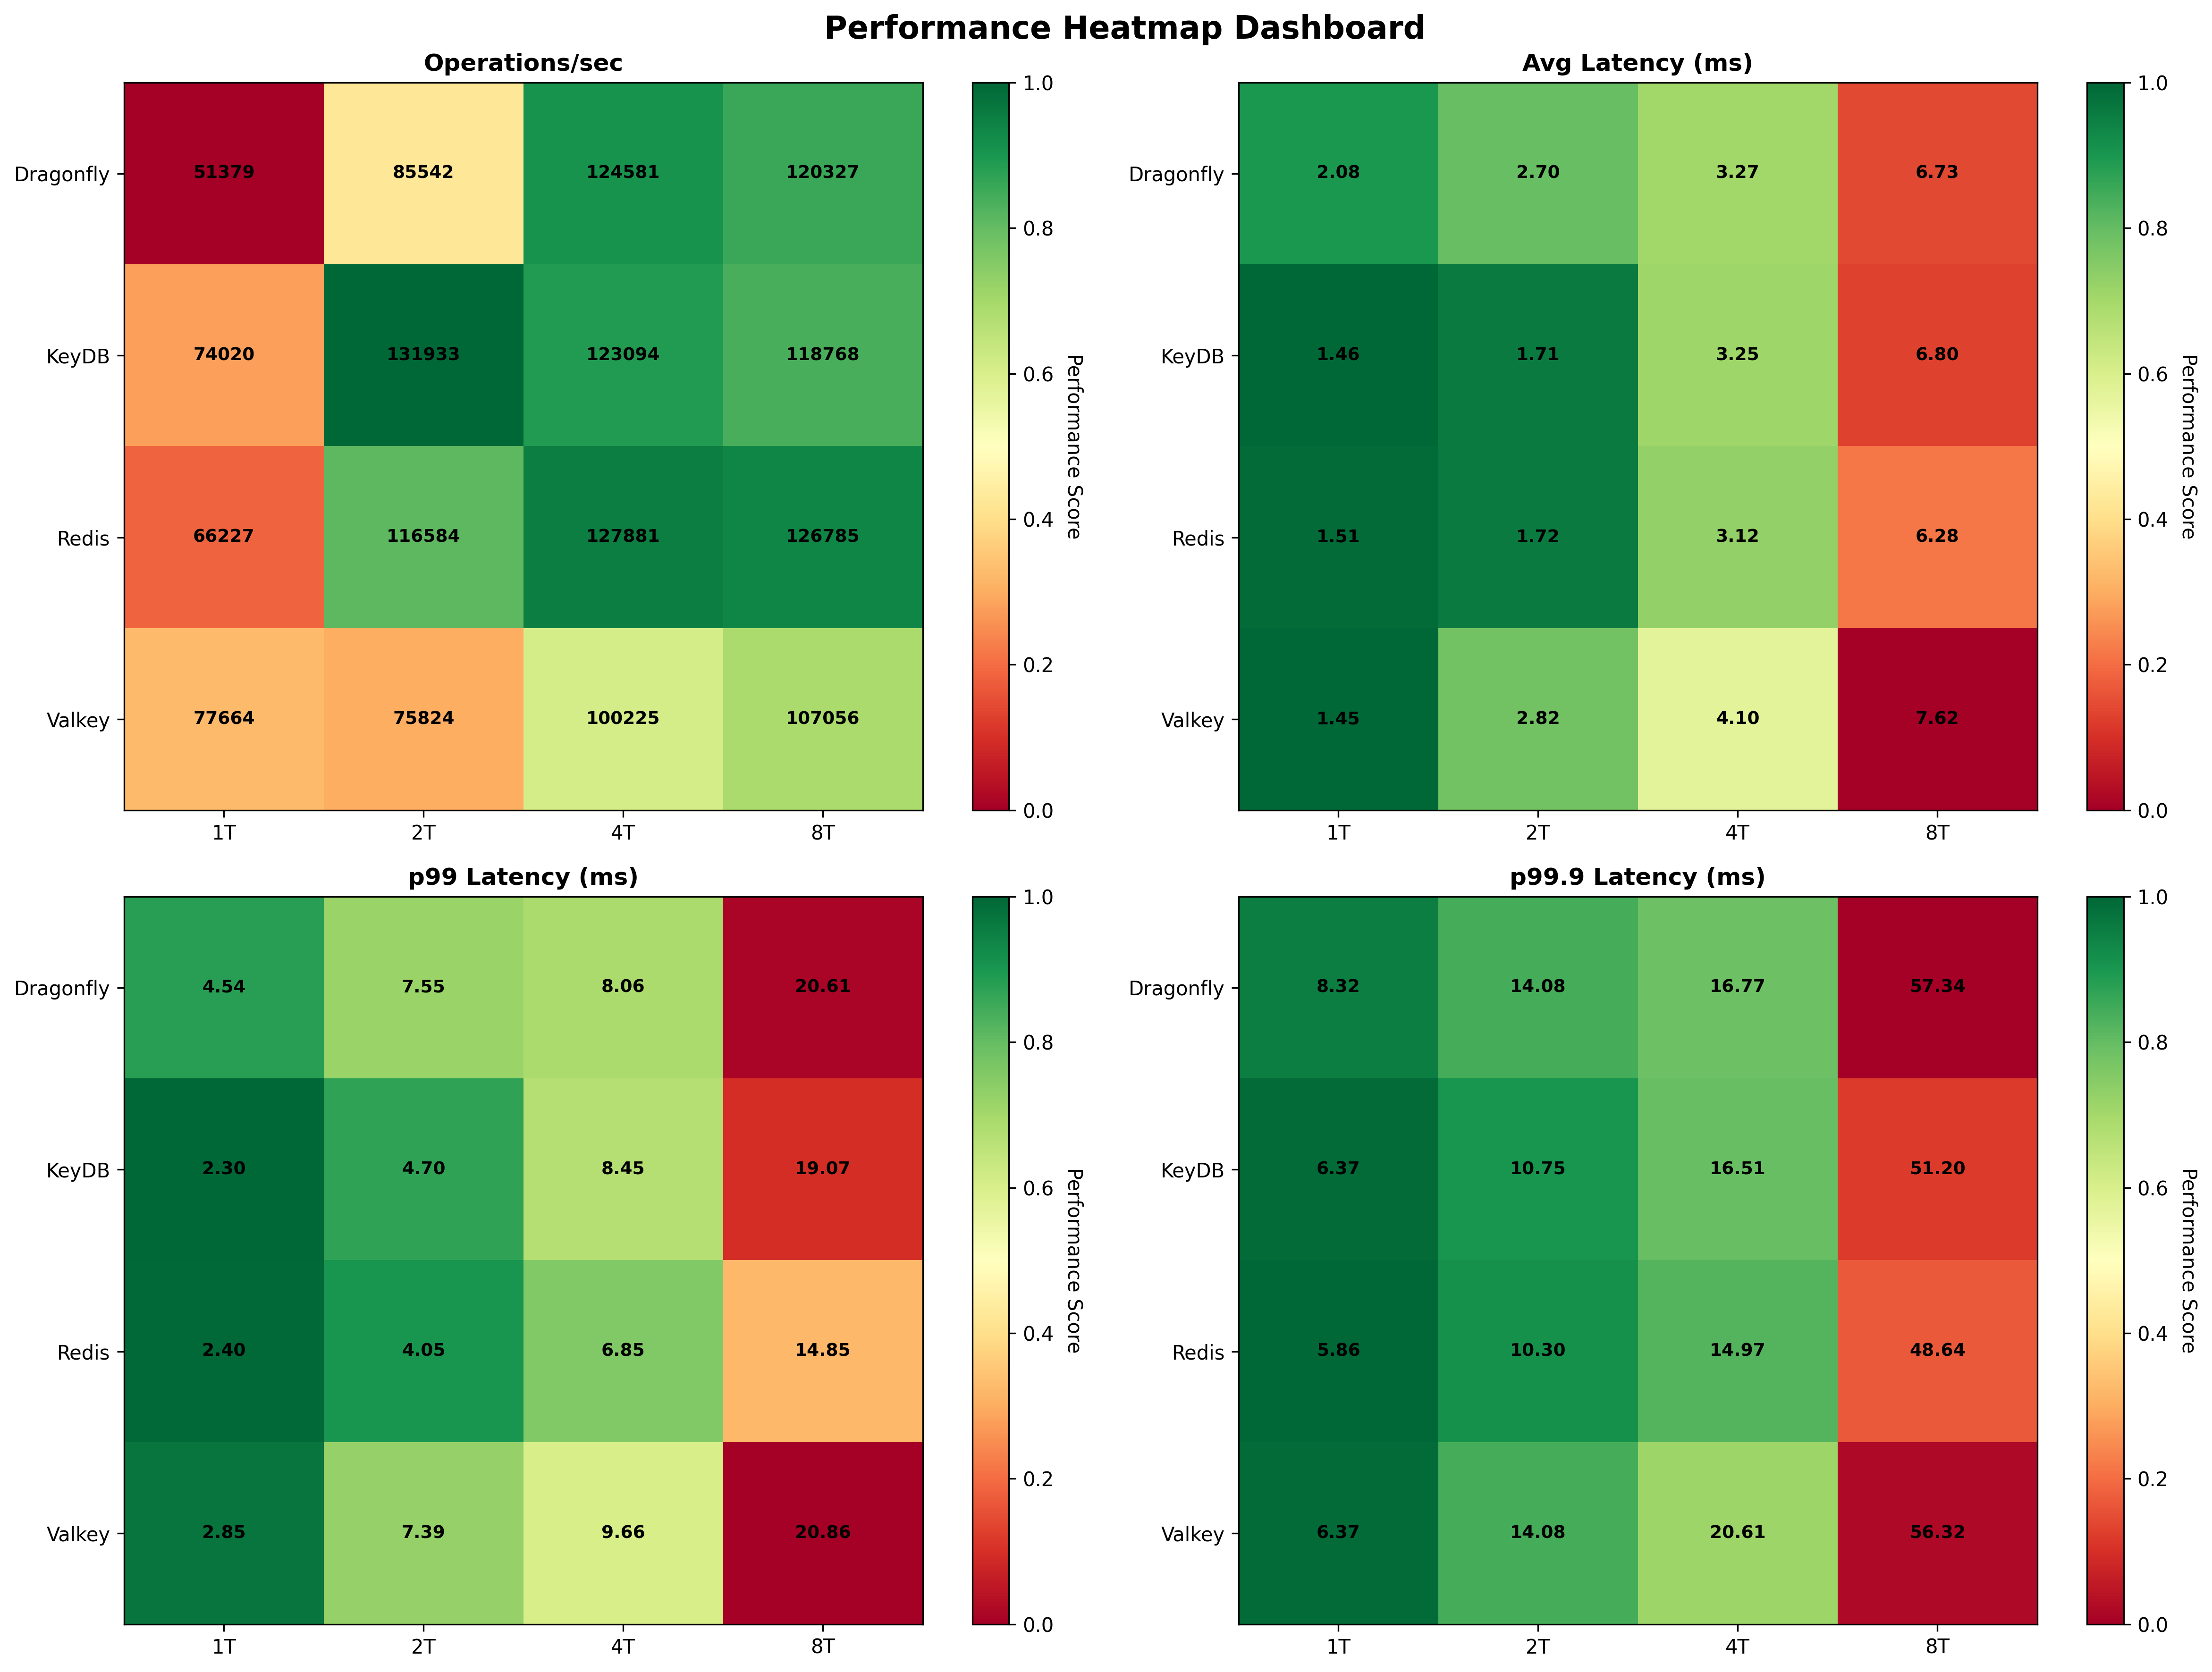 Performance Heatmap Dashboard
Operations/sec
Dragonfly 51379 85542 124581 120327
KeyDB 74020 131933 123094 118768
Redis 66227 116584 127881 126785
Valkey 77664 75824 100225 107056
1T 2T 4T 8T
1.0
0.8
0.6
0.4
0.2
0.0
Performance Score
Avg Latency (ms)
Dragonfly 2.08 2.70 3.27 6.73
KeyDB 1.46 1.71 3.25 6.80
Redis 1.51 1.72 3.12 6.28
Valkey 1.45 2.82 4.10 7.62
1T 2T 4T 8T
1.0
0.8
0.6
0.4
0.2
0.0
Performance Score
p99 Latency (ms)
Dragonfly 4.54 7.55 8.06 20.61
KeyDB 2.30 4.70 8.45 19.07
Redis 2.40 4.05 6.85 14.85
Valkey 2.85 7.39 9.66 20.86
1T 2T 4T 8T
1.0
0.8
0.6
0.4
0.2
0.0
Performance Score
p99.9 Latency (ms)
Dragonfly 8.32 14.08 16.77 57.34
KeyDB 6.37 10.75 16.51 51.20
Redis 5.86 10.30 14.97 48.64
Valkey 6.37 14.08 20.61 56.32
1T 2T 4T 8T
1.0
0.8
0.6
0.4
0.2
0.0
Performance Score